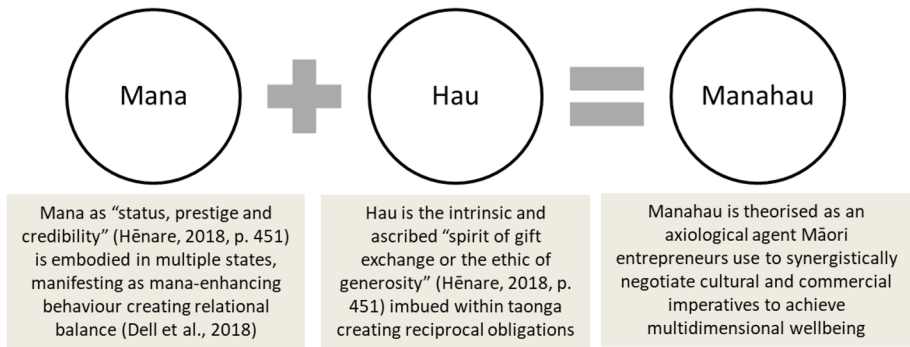 Mana
Hau
Manahau
Mana as “status, prestige and
credibility” (Hēnare, 2018, p. 451)
is embodied in multiple states,
manifesting as mana-enhancing
behaviour creating relational
balance (Dell et al., 2018)
Hau is the intrinsic and
ascribed “spirit of gift
exchange or the ethic of
generosity” (Hēnare, 2018, p.
451) imbued within taonga
creating reciprocal obligations
Manahau is theorised as an
axiological agent Māori
entrepreneurs use to synergistically
negotiate cultural and commercial
imperatives to achieve
multidimensional wellbeing